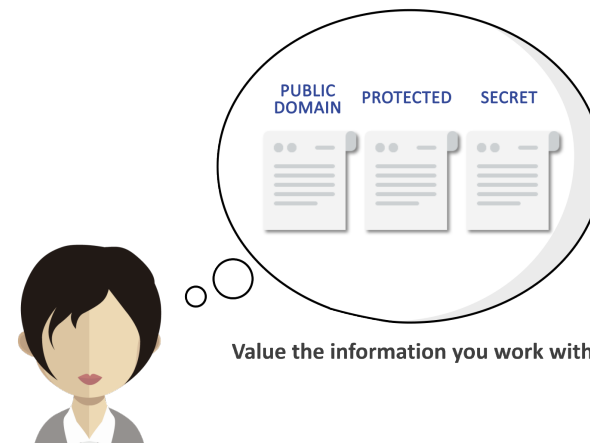 PUBLIC
DOMAIN
PROTECTED
SECRET
Value the information you work with